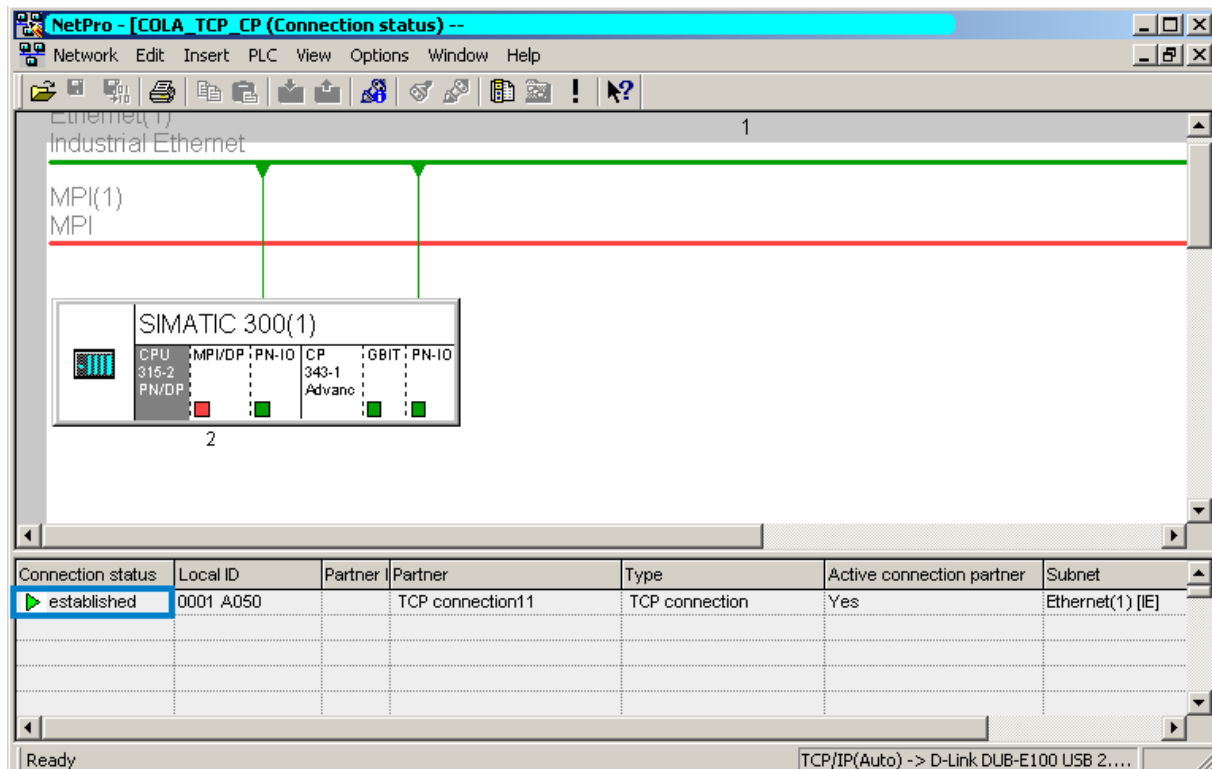 NetPro - [COLA_TCP_CP (Connection status) --
Network Edit Insert PLC View Options Window Help
Ethernet(1)
Industrial Ethernet
1
MPI(1)
MPI
SIMATIC 300(1)
CPU 315-2 PN/DP
MPI/DP
PN-IO
CP 343-1 Advanc
GBIT
PN-IO
2
Connection status Local ID Partner I Partner Type Active connection partner Subnet
established 0001 A050 TCP connection11 TCP connection Yes Ethernet(1) [IE]
Ready TCP/IP(Auto) -> D-Link DUB-E100 USB 2....